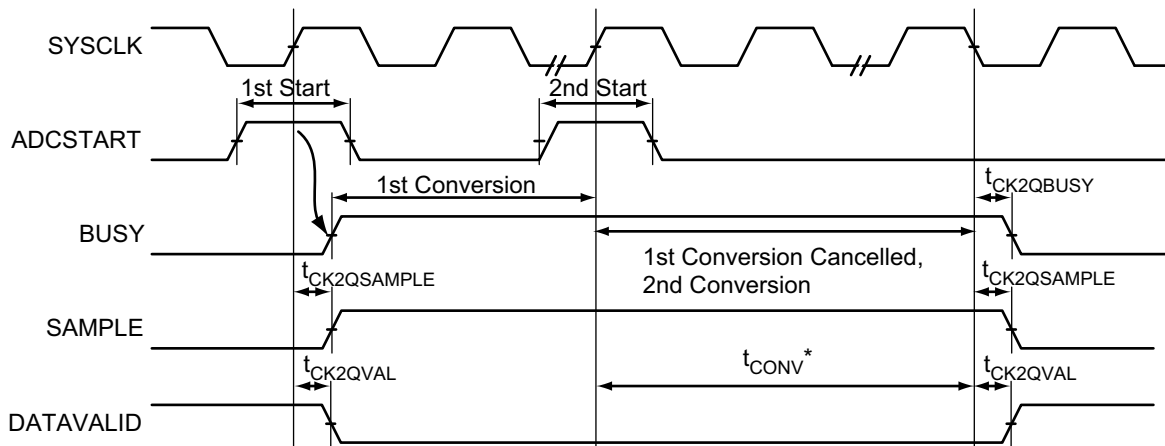 SYSCLK
1st Start
2nd Start
ADCSTART
1st Conversion
tCK2QBUSY
BUSY
1st Conversion Cancelled,
2nd Conversion
tCK2QSAMPLE
tCK2QSAMPLE
SAMPLE
tCK2QVAL
tCONV*
tCK2QVAL
DATAVALID